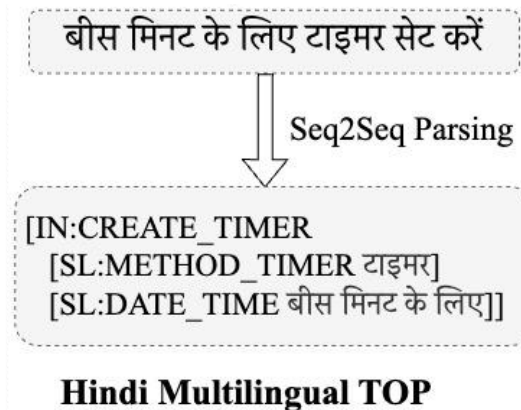 बीस मिनट के लिए टाइमर सेट करें
Seq2Seq Parsing
[IN:CREATE_TIMER
[SL:METHOD_TIMER टाइमर]
[SL:DATE_TIME बीस मिनट के लिए]]
Hindi Multilingual TOP